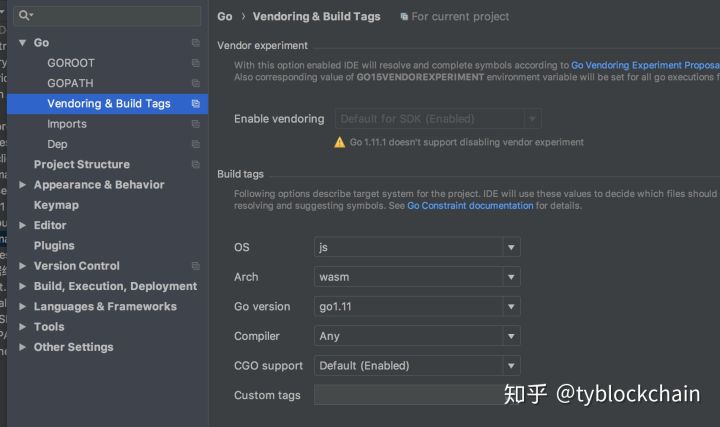 Go
GOROOT
GOPATH
Vendoring & Build Tags
Imports
Dep
Project Structure
Appearance & Behavior
Keymap
Editor
Plugins
Version Control
Build, Execution, Deployment
Languages & Frameworks
Tools
Other Settings
Go › Vendoring & Build Tags For current project
Vendor experiment
With this option enabled IDE will resolve and complete symbols according to Go Vendoring Experiment Proposa
Also corresponding value of GO15VENDOREXPERIMENT environment variable will be set for all go executions f
Enable vendoring Default for SDK (Enabled)
Go 1.11.1 doesn't support disabling vendor experiment
Build tags
Following options describe target system for the project. IDE will use these values to decide which files should
resolving and suggesting symbols. See Go Constraint documentation for details.
OS js
Arch wasm
Go version go1.11
Compiler Any
CGO support Default (Enabled)
Custom tags
知乎 @tyblockchain